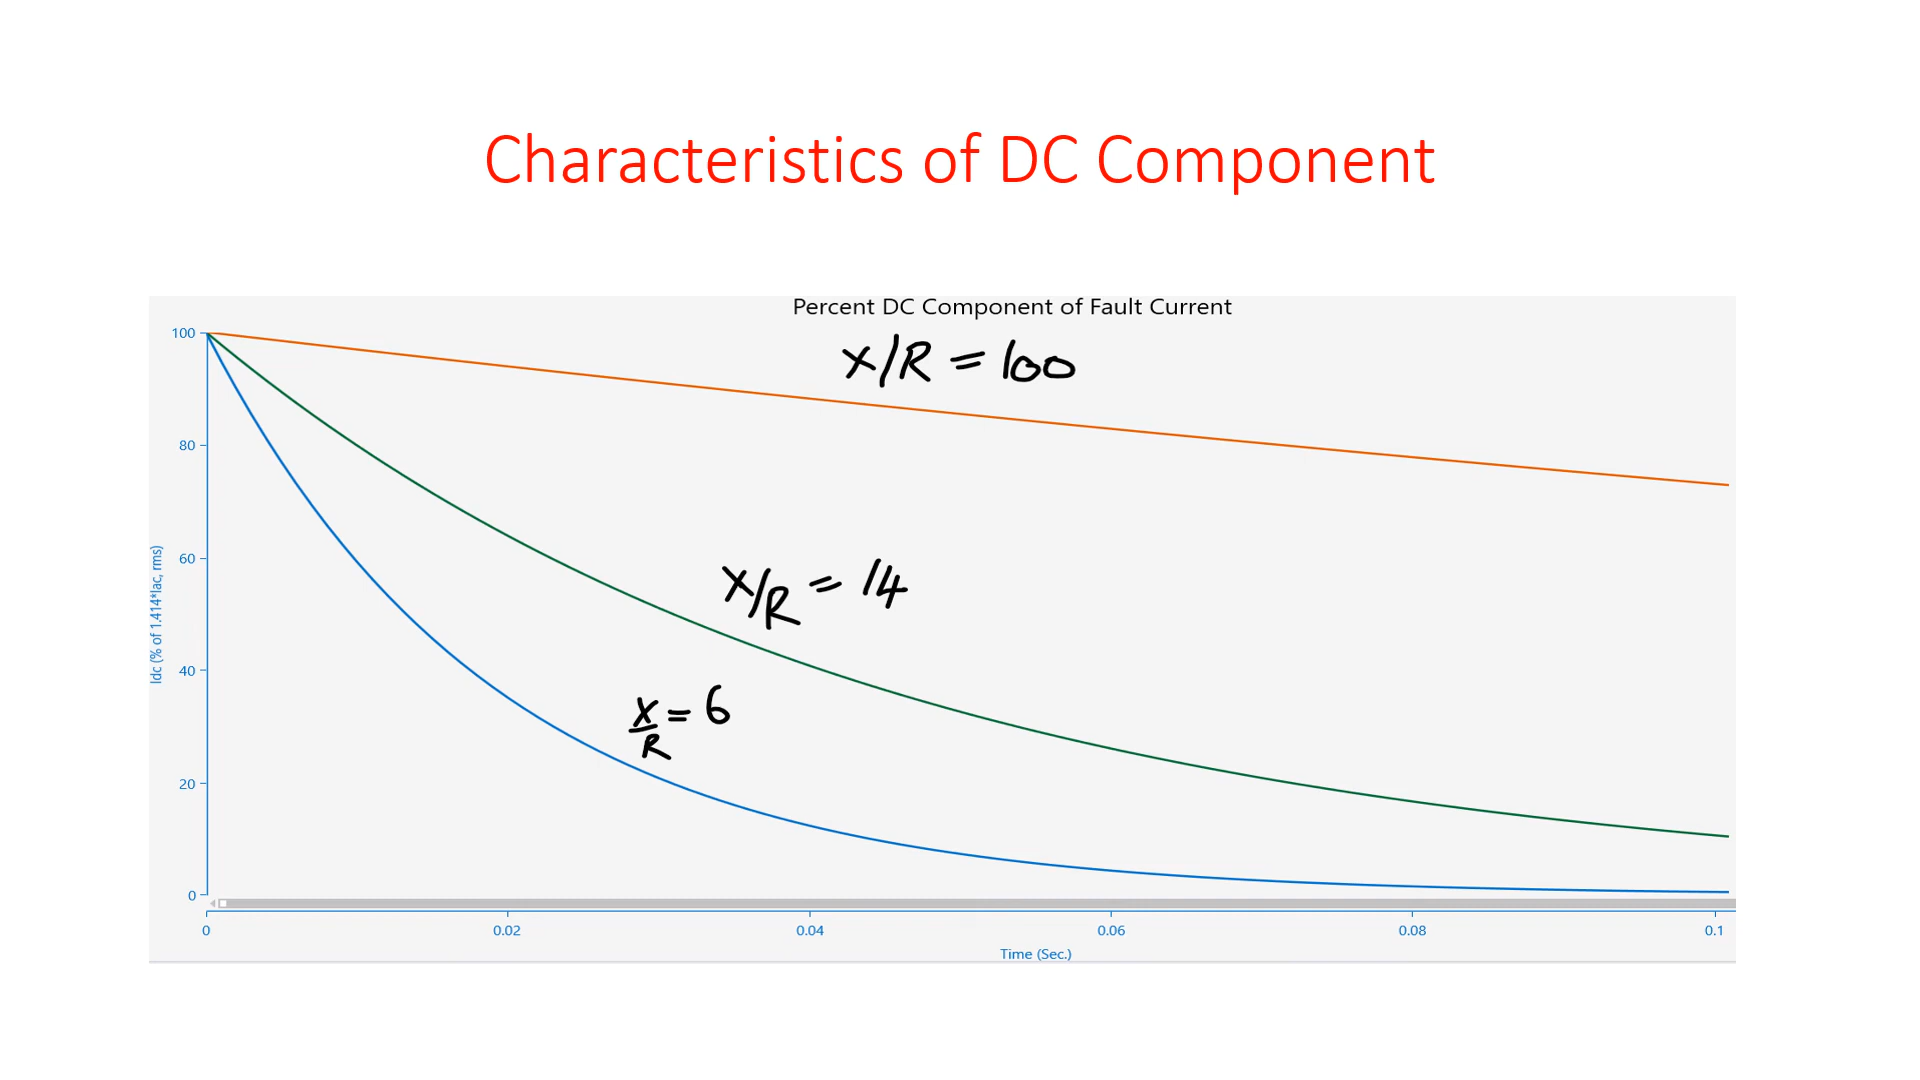 Characteristics of DC Component
Percent DC Component of Fault Current
X/R = 100
X/R = 14
X/R = 6
Idc (% of 1.414*Iac, rms)
100
80
60
40
20
0
0 0.02 0.04 0.06 0.08 0.1
Time (Sec.)